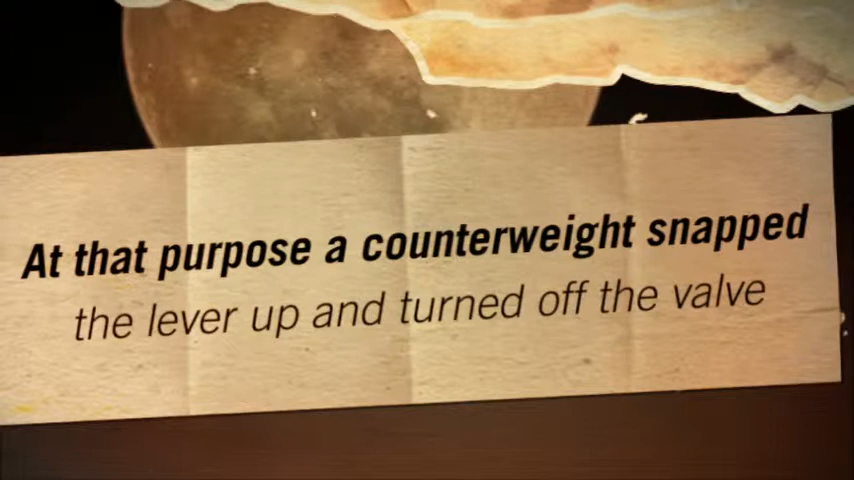 At that purpose a counterweight snapped
the lever up and turned off the valve